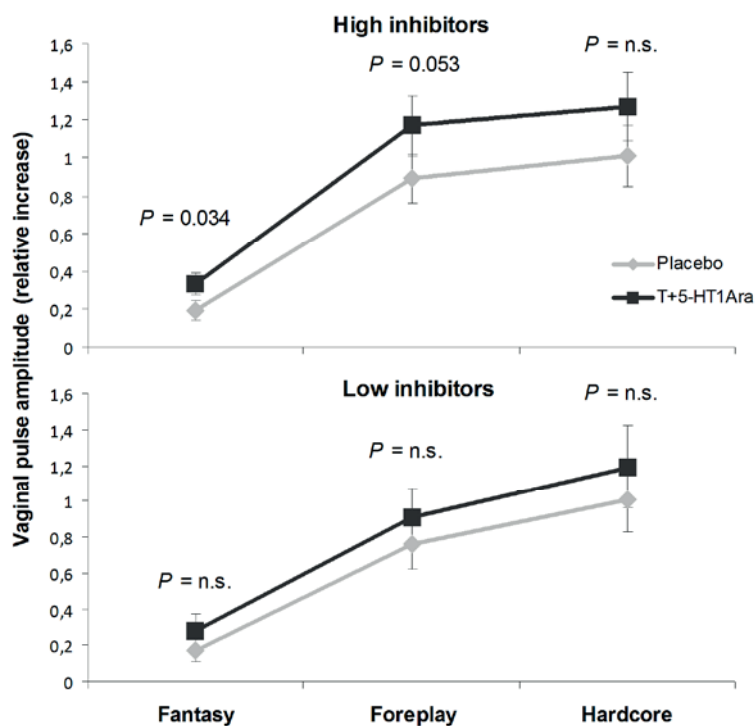 High inhibitors
1,6
1,4
1,2
1
0,8
0,6
0,4
0,2
0
P = 0.034
P = 0.053
P = n.s.
Placebo
T+5-HT1Ara
Vaginal pulse amplitude (relative increase)
Low inhibitors
1,6
1,4
1,2
1
0,8
0,6
0,4
0,2
0
P = n.s.
P = n.s.
P = n.s.
Fantasy
Foreplay
Hardcore